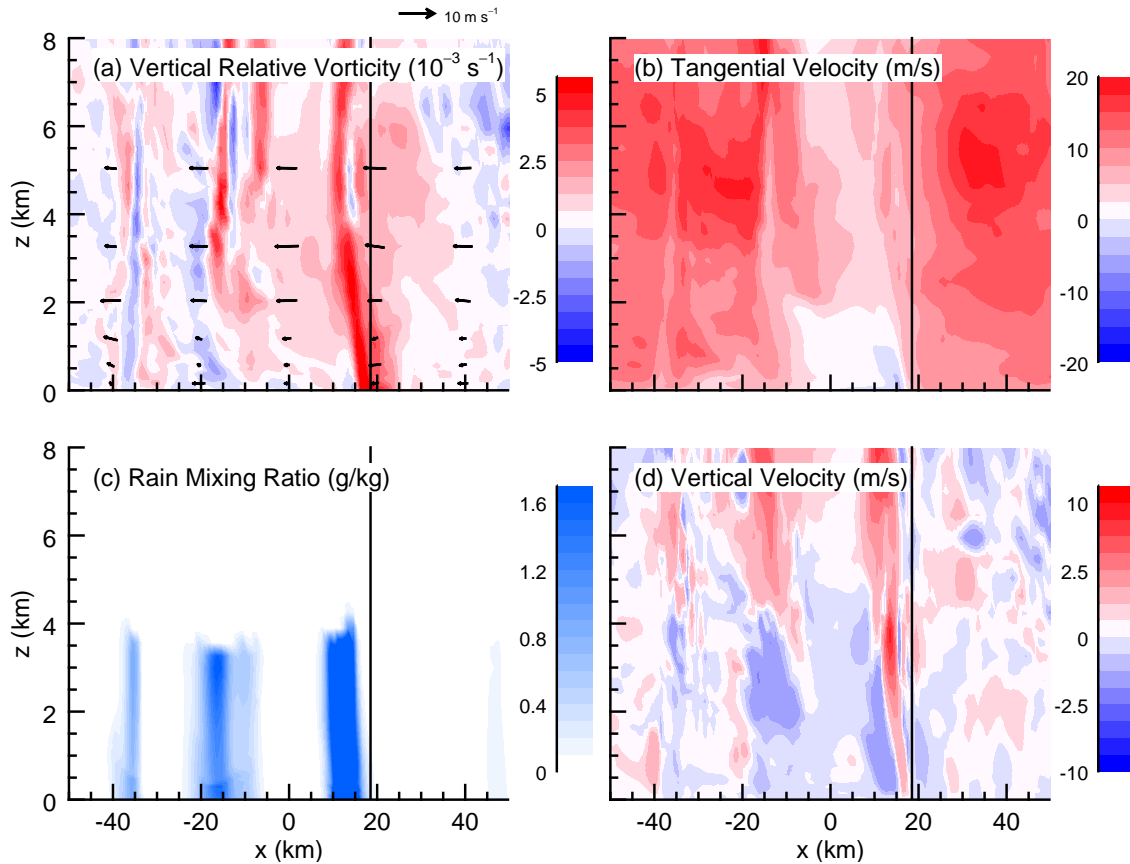 10 m s⁻¹
(a) Vertical Relative Vorticity (10⁻³ s⁻¹)
(b) Tangential Velocity (m/s)
8
6
4
2
0
z (km)
5
2.5
0
-2.5
-5
20
10
0
-10
-20
(c) Rain Mixing Ratio (g/kg)
(d) Vertical Velocity (m/s)
8
6
4
2
0
z (km)
1.6
1.2
0.8
0.4
0
10
2.5
0
-2.5
-10
-40 -20 0 20 40
x (km)
-40 -20 0 20 40
x (km)